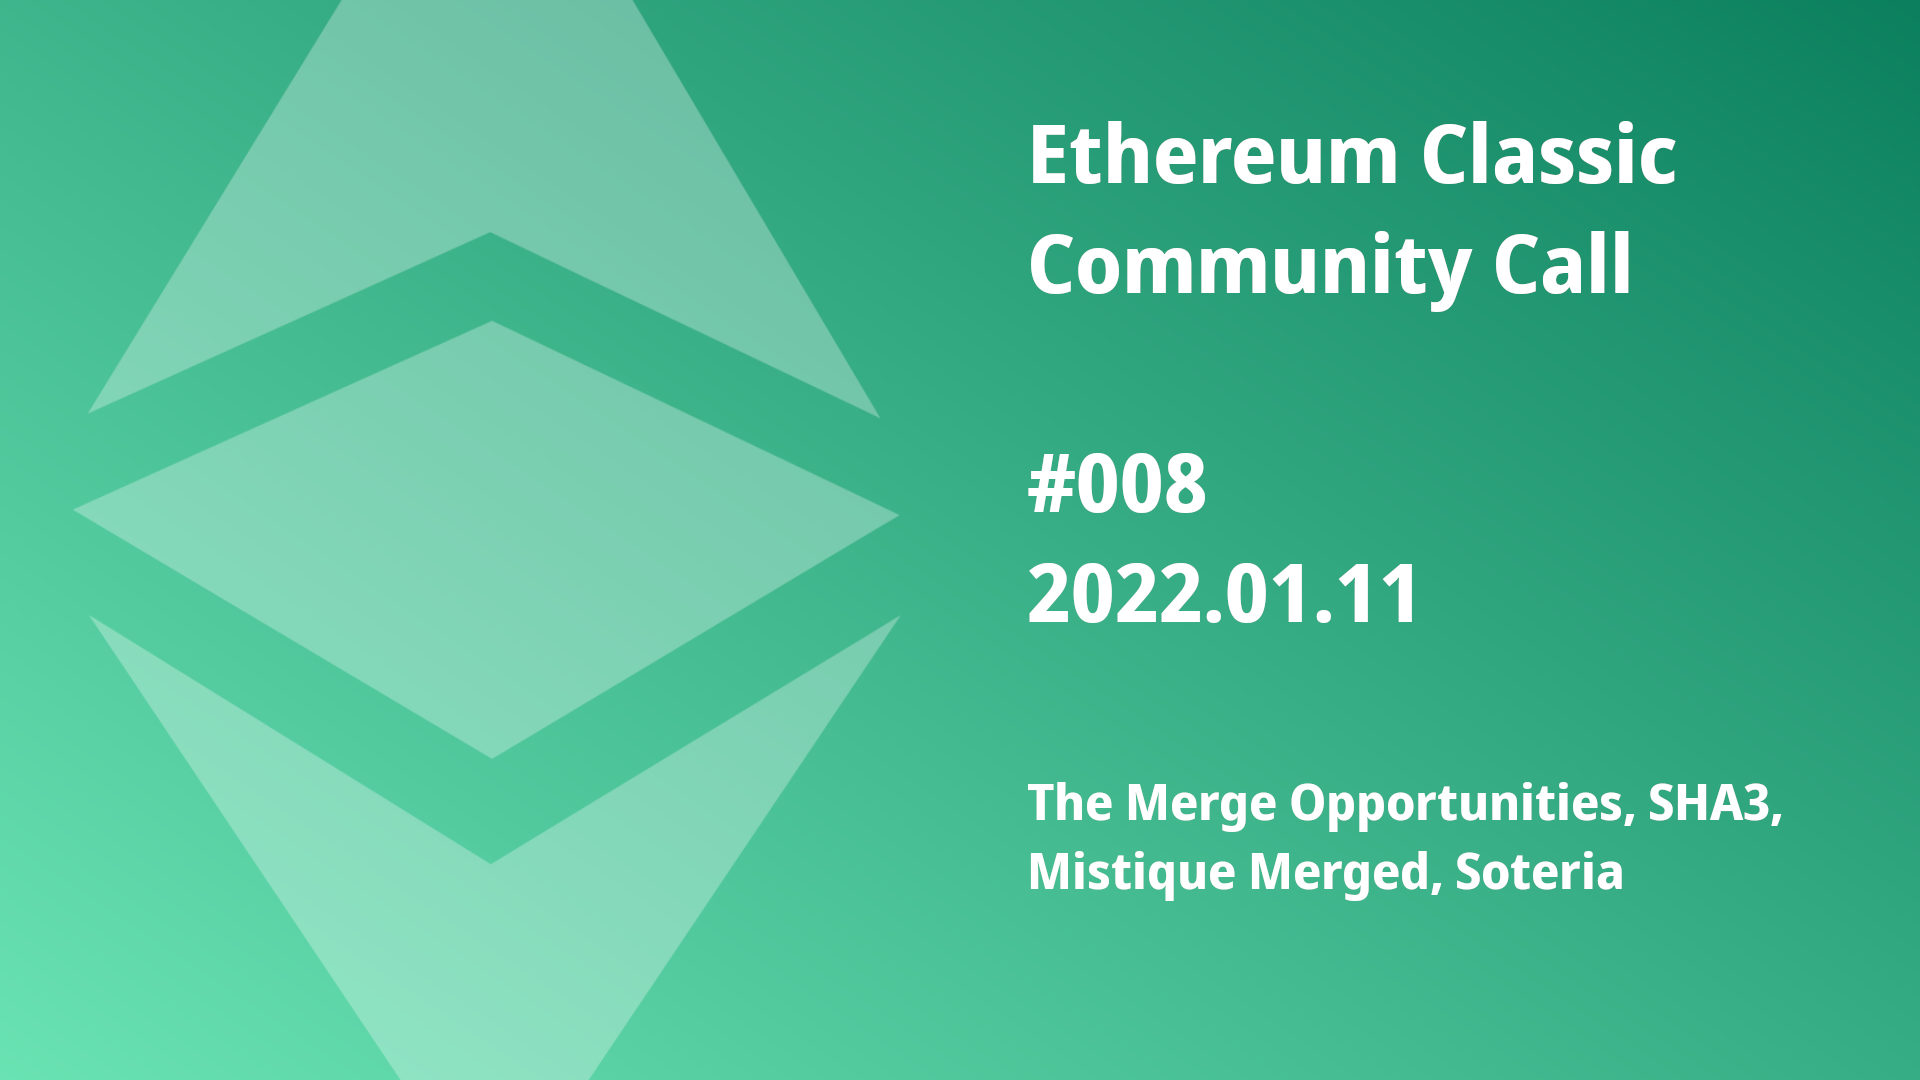 Ethereum Classic
Community Call
#008
2022.01.11
The Merge Opportunities, SHA3,
Mistique Merged, Soteria